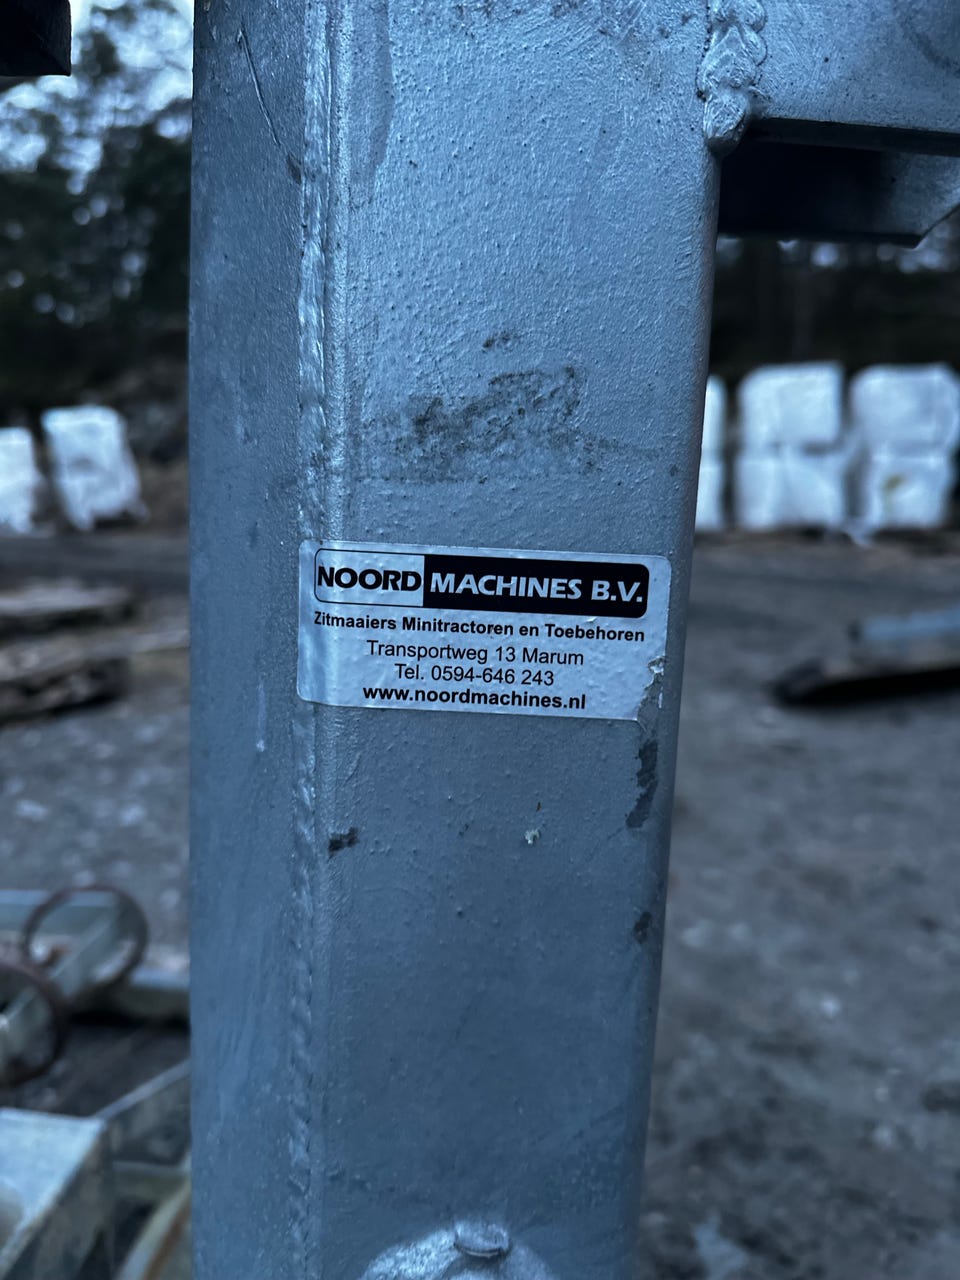 NOORD MACHINES B.V.
Zitmaaiers Minitractoren en Toebehoren
Transportweg 13 Marum
Tel. 0594-646 243
www.noordmachines.nl